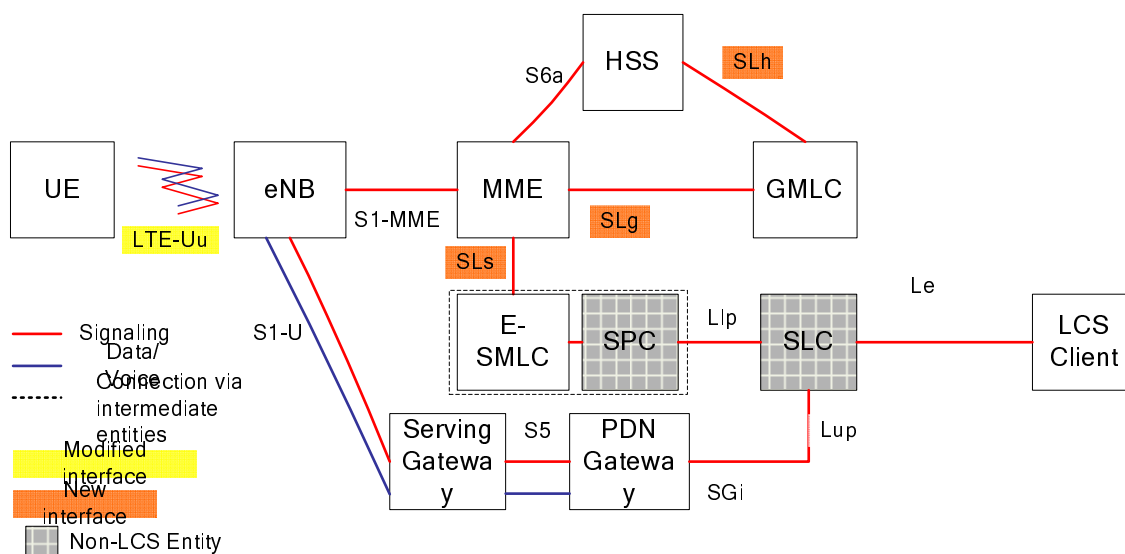 HSS
S6a
SLh
UE
eNB
MME
GMLC
S1-MME
SLg
LTE-Uu
SLs
Le
E-
SMLC
SPC
Llp
SLC
LCS
Client
S1-U
Signaling
Data/
Voice
Connection via
intermediate
entities
Serving
Gatewa
y
S5
PDN
Gatewa
y
Lup
SGi
Modified
interface
New
interface
Non-LCS Entity